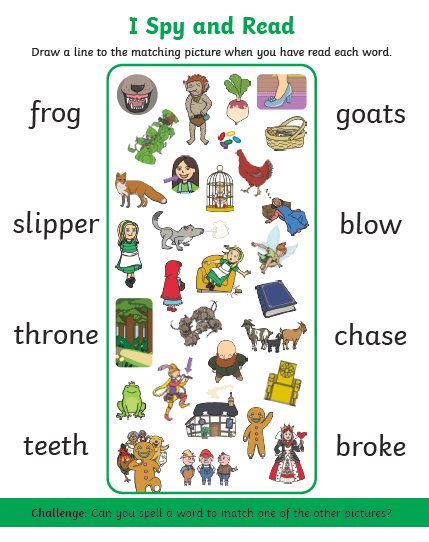 I Spy and Read
Draw a line to the matching picture when you have read each word.
frog
goats
slipper
blow
throne
chase
teeth
broke
Challenge: Can you spell a word to match one of the other pictures?